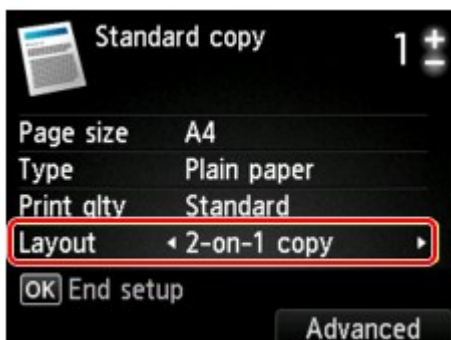 Standard copy 1 + -
Page size A4
Type Plain paper
Print qlty Standard
Layout 2-on-1 copy
OK End setup
Advanced